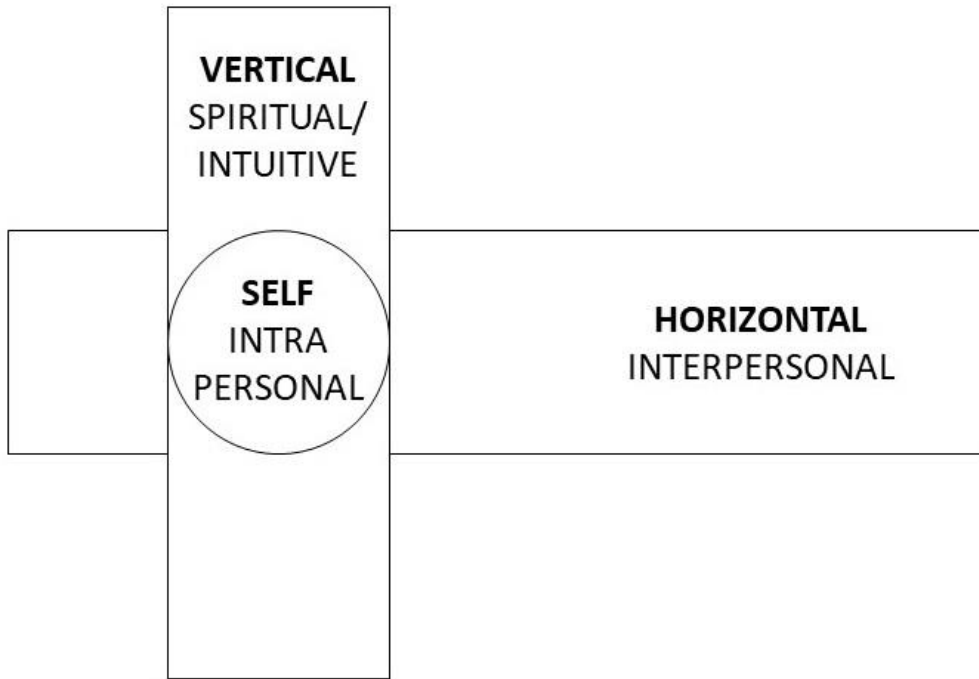 VERTICAL
SPIRITUAL/
INTUITIVE
SELF
INTRA
PERSONAL
HORIZONTAL
INTERPERSONAL